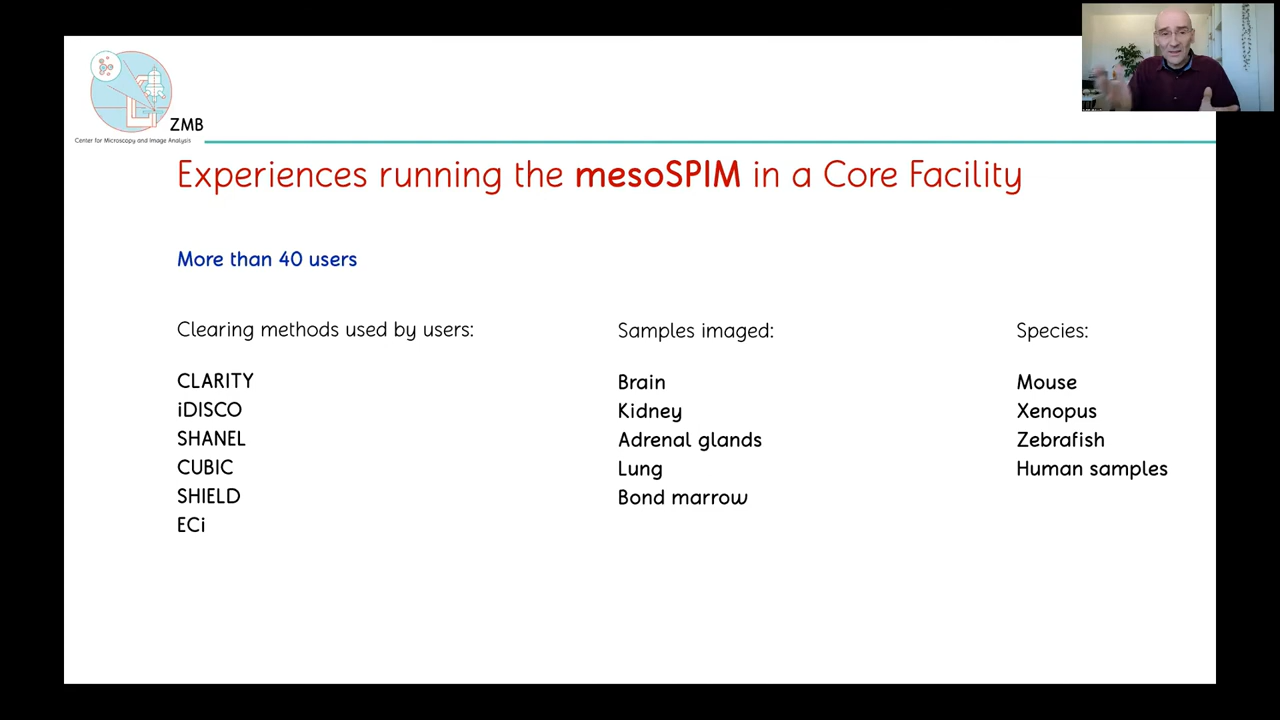 ZMB
Center for Microscopy and Image Analysis
Experiences running the mesoSPIM in a Core Facility
More than 40 users
Clearing methods used by users:
CLARITY
iDISCO
SHANEL
CUBIC
SHIELD
ECi
Samples imaged:
Brain
Kidney
Adrenal glands
Lung
Bond marrow
Species:
Mouse
Xenopus
Zebrafish
Human samples